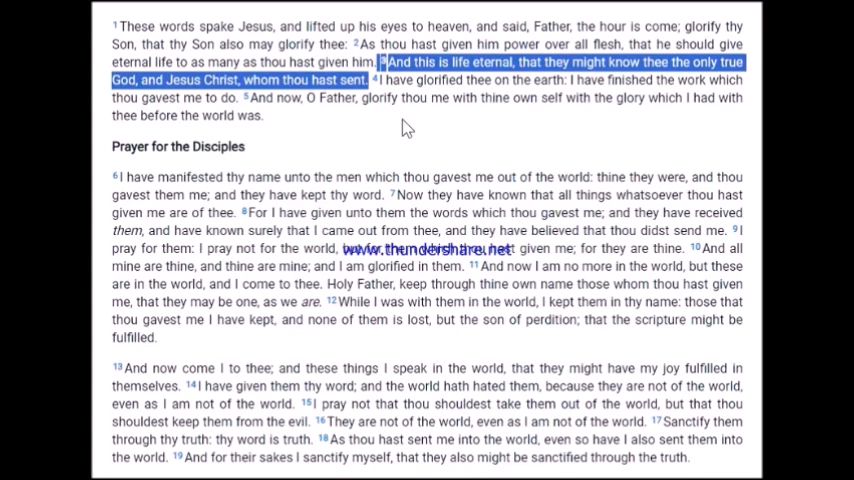 1These words spake Jesus, and lifted up his eyes to heaven, and said, Father, the hour is come; glorify thy
Son, that thy Son also may glorify thee: 2As thou hast given him power over all flesh, that he should give
eternal life to as many as thou hast given him. 3And this is life eternal, that they might know thee the only true
God, and Jesus Christ, whom thou hast sent. 4I have glorified thee on the earth: I have finished the work which
thou gavest me to do. 5And now, O Father, glorify thou me with thine own self with the glory which I had with
thee before the world was.
Prayer for the Disciples
6I have manifested thy name unto the men which thou gavest me out of the world: thine they were, and thou
gavest them me; and they have kept thy word. 7Now they have known that all things whatsoever thou hast
given me are of thee. 8For I have given unto them the words which thou gavest me; and they have received
them, and have known surely that I came out from thee, and they have believed that thou didst send me. 9I
pray for them: I pray not for the world, but for them which thou hast given me; for they are thine. 10And all
www.thundershare.net
mine are thine, and thine are mine; and I am glorified in them. 11And now I am no more in the world, but these
are in the world, and I come to thee. Holy Father, keep through thine own name those whom thou hast given
me, that they may be one, as we are. 12While I was with them in the world, I kept them in thy name: those that
thou gavest me I have kept, and none of them is lost, but the son of perdition; that the scripture might be
fulfilled.
13And now come I to thee; and these things I speak in the world, that they might have my joy fulfilled in
themselves. 14I have given them thy word; and the world hath hated them, because they are not of the world,
even as I am not of the world. 15I pray not that thou shouldest take them out of the world, but that thou
shouldest keep them from the evil. 16They are not of the world, even as I am not of the world. 17Sanctify them
through thy truth: thy word is truth. 18As thou hast sent me into the world, even so have I also sent them into
the world. 19And for their sakes I sanctify myself, that they also might be sanctified through the truth.